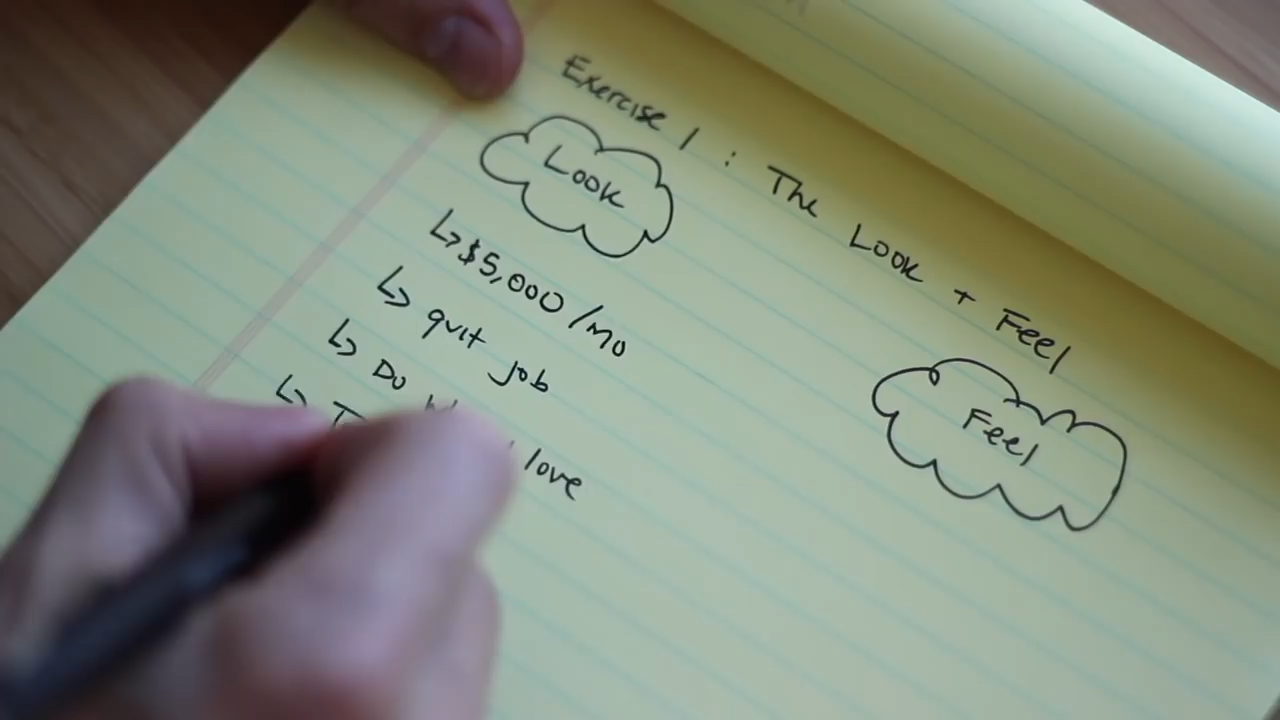 Exercise 1 : The Look + Feel
Look
↳ $5,000/mo
↳ quit job
↳ Do love
↳
Feel